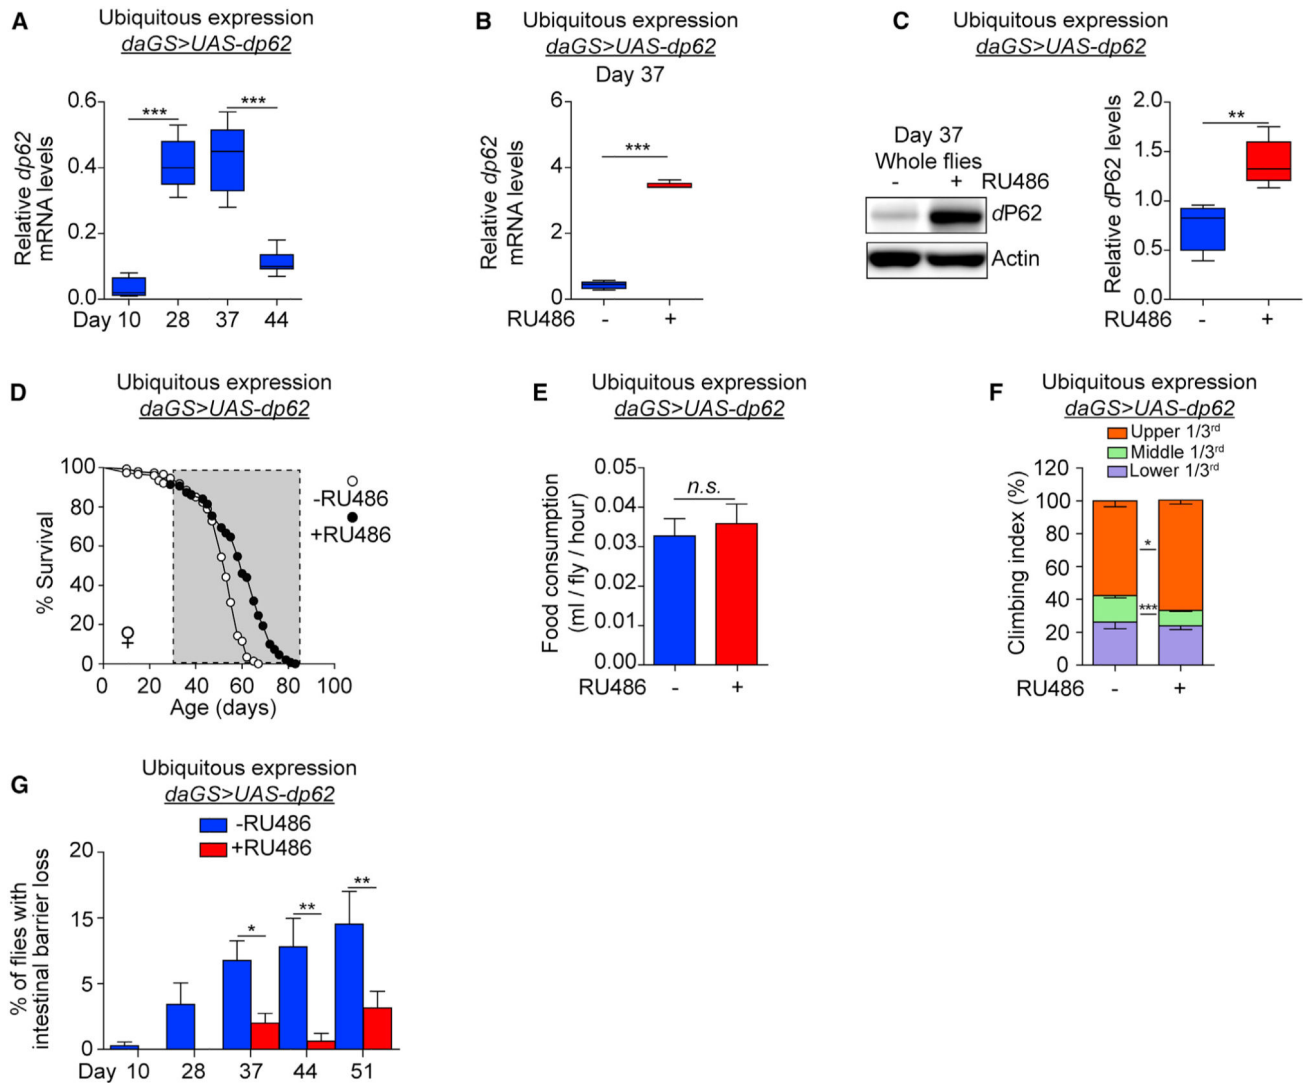 A
Ubiquitous expression
daGS>UAS-dp62
Relative dp62
mRNA levels
0.6
0.4
0.2
0.0
***
***
Day 10 28 37 44
B
Ubiquitous expression
daGS>UAS-dp62
Day 37
Relative dp62
mRNA levels
6
4
2
0
***
RU486 - +
C
Ubiquitous expression
daGS>UAS-dp62
Day 37
Whole flies
- + RU486
dP62
Actin
Relative dP62 levels
2.0
1.5
1.0
0.5
0.0
**
RU486 - +
D
Ubiquitous expression
daGS>UAS-dp62
% Survival
100
80
60
40
20
0
♀
-RU486
+RU486
0 20 40 60 80 100
Age (days)
E
Ubiquitous expression
daGS>UAS-dp62
Food consumption
(ml / fly / hour)
0.05
0.04
0.03
0.02
0.01
0.00
n.s.
RU486 - +
F
Ubiquitous expression
daGS>UAS-dp62
Upper 1/3rd
Middle 1/3rd
Lower 1/3rd
Climbing index (%)
120
100
80
60
40
20
0
*
***
RU486 - +
G
Ubiquitous expression
daGS>UAS-dp62
-RU486
+RU486
% of flies with
intestinal barrier loss
20
15
5
0
*
**
**
Day 10 28 37 44 51